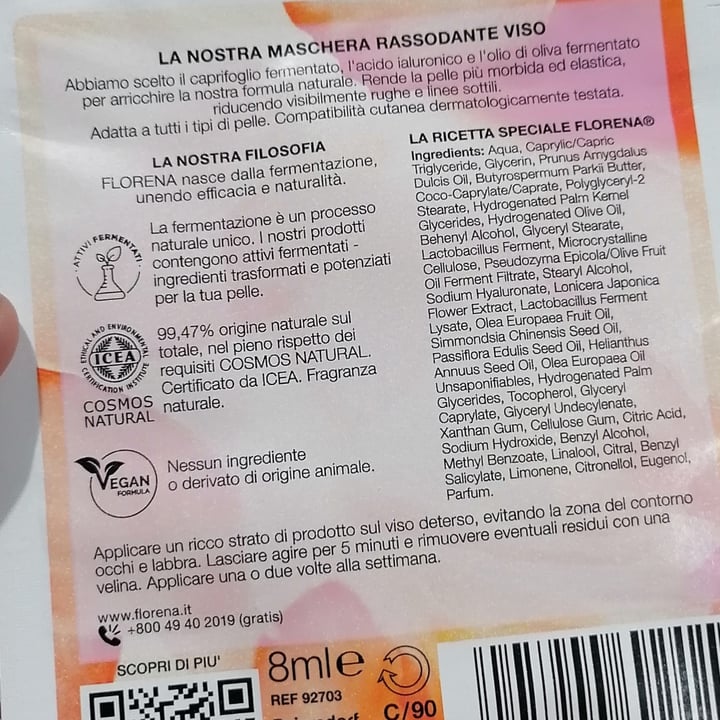 LA NOSTRA MASCHERA RASSODANTE VISO
Abbiamo scelto il caprifoglio fermentato, l'acido ialuronico e l'olio di oliva fermentato
per arricchire la nostra formula naturale. Rende la pelle più morbida ed elastica,
riducendo visibilmente rughe e linee sottili.
Adatta a tutti i tipi di pelle. Compatibilità cutanea dermatologicamente testata.
LA NOSTRA FILOSOFIA
FLORENA nasce dalla fermentazione,
unendo efficacia e naturalità.
ATTIVI FERMENTATI
La fermentazione è un processo
naturale unico. I nostri prodotti
contengono attivi fermentati -
ingredienti trasformati e potenziati
per la tua pelle.
ETHICAL AND ENVIRONMENTAL
ICEA
CERTIFICATION INSTITUTE
COSMOS
NATURAL
99,47% origine naturale sul
totale, nel pieno rispetto dei
requisiti COSMOS NATURAL.
Certificato da ICEA. Fragranza
naturale.
VEGAN
FORMULA
Nessun ingrediente
o derivato di origine animale.
LA RICETTA SPECIALE FLORENA®
Ingredients: Aqua, Caprylic/Capric
Triglyceride, Glycerin, Prunus Amygdalus
Dulcis Oil, Butyrospermum Parkii Butter,
Coco-Caprylate/Caprate, Polyglyceryl-2
Stearate, Hydrogenated Palm Kernel
Glycerides, Hydrogenated Olive Oil,
Behenyl Alcohol, Glyceryl Stearate,
Lactobacillus Ferment, Microcrystalline
Cellulose, Pseudozyma Epicola/Olive Fruit
Oil Ferment Filtrate, Stearyl Alcohol,
Sodium Hyaluronate, Lonicera Japonica
Flower Extract, Lactobacillus Ferment
Lysate, Olea Europaea Fruit Oil,
Simmondsia Chinensis Seed Oil,
Passiflora Edulis Seed Oil, Helianthus
Annuus Seed Oil, Olea Europaea Oil
Unsaponifiables, Hydrogenated Palm
Glycerides, Tocopherol, Glyceryl
Caprylate, Glyceryl Undecylenate,
Xanthan Gum, Cellulose Gum, Citric Acid,
Sodium Hydroxide, Benzyl Alcohol,
Methyl Benzoate, Linalool, Citral, Benzyl
Salicylate, Limonene, Citronellol, Eugenol,
Parfum.
Applicare un ricco strato di prodotto sul viso deterso, evitando la zona del contorno
occhi e labbra. Lasciare agire per 5 minuti e rimuovere eventuali residui con una
velina. Applicare una o due volte alla settimana.
www.florena.it
+800 49 40 2019 (gratis)
SCOPRI DI PIU'
8ml e
REF 92703
C/90